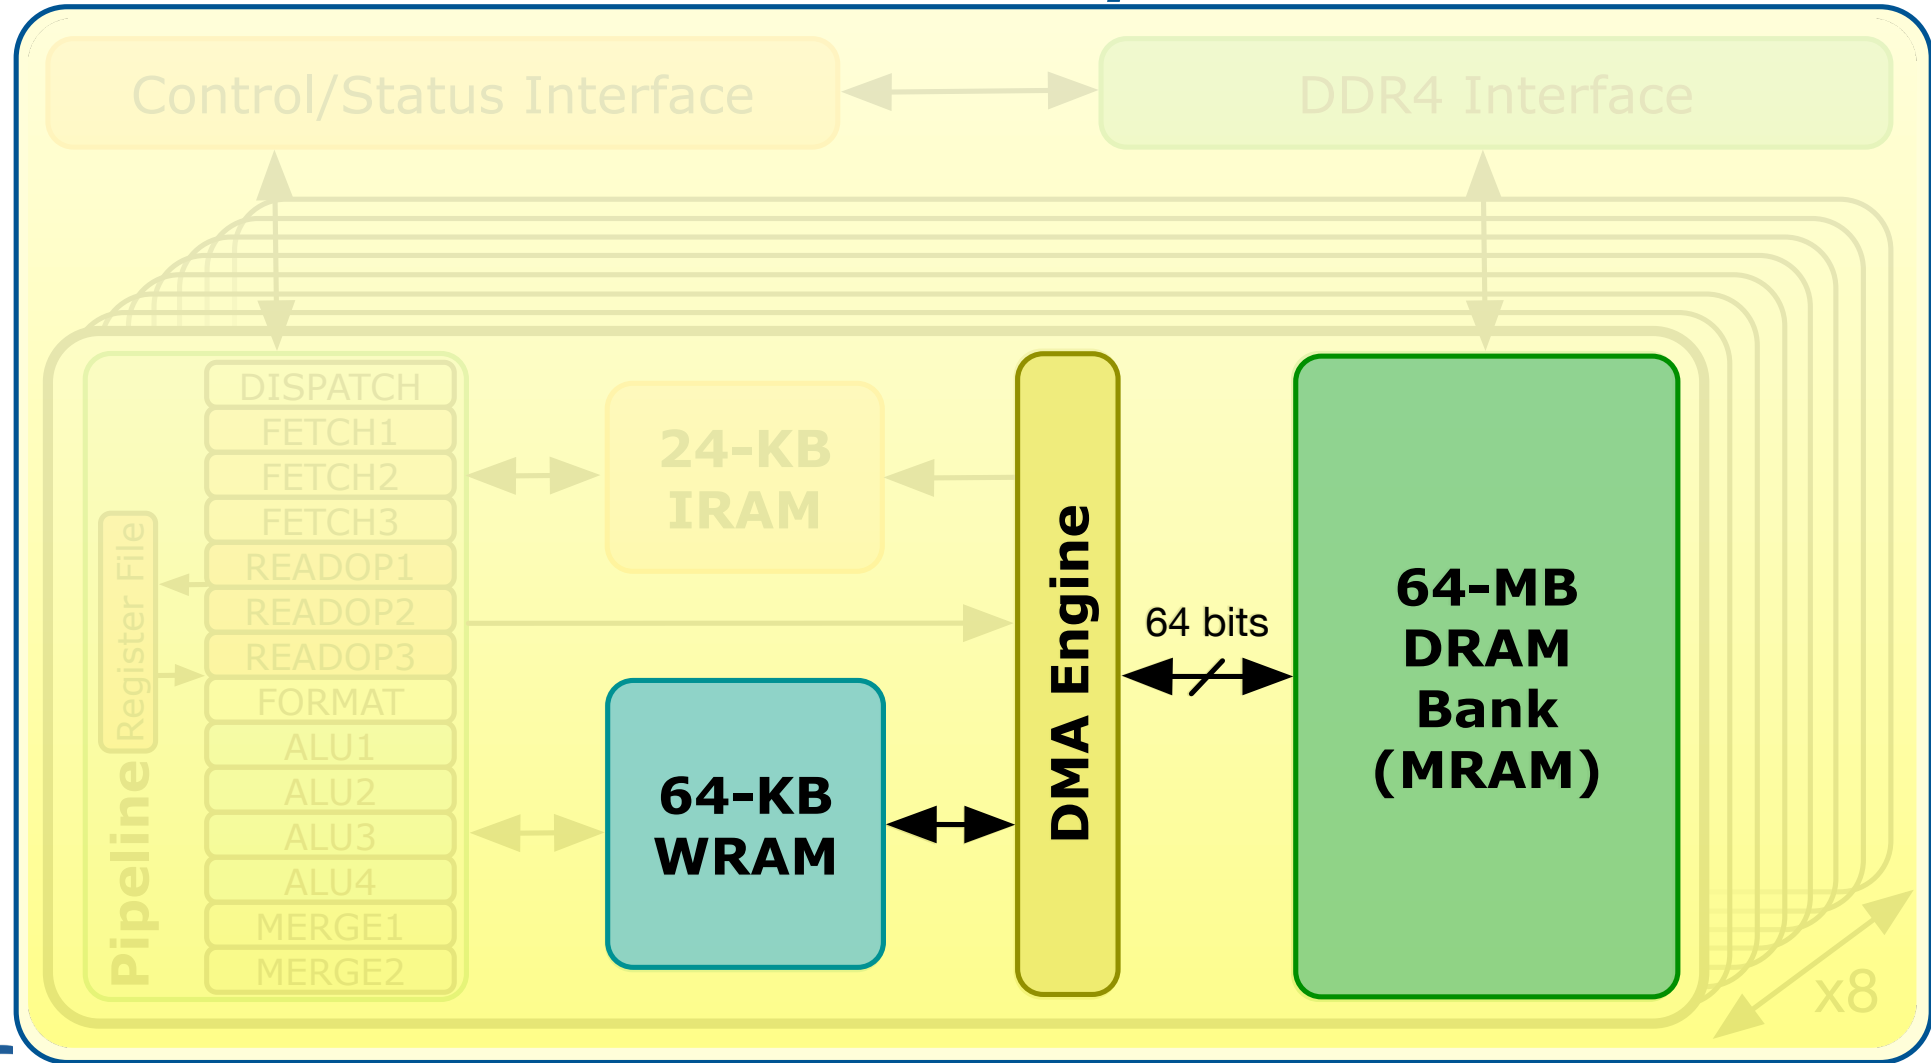 Control/Status Interface
DDR4 Interface
DISPATCH
FETCH1
FETCH2
FETCH3
READOP1
READOP2
READOP3
FORMAT
ALU1
ALU2
ALU3
ALU4
MERGE1
MERGE2
Register File
Pipeline
24-KB
IRAM
64-KB
WRAM
DMA Engine
64 bits
64-MB
DRAM
Bank
(MRAM)
x8